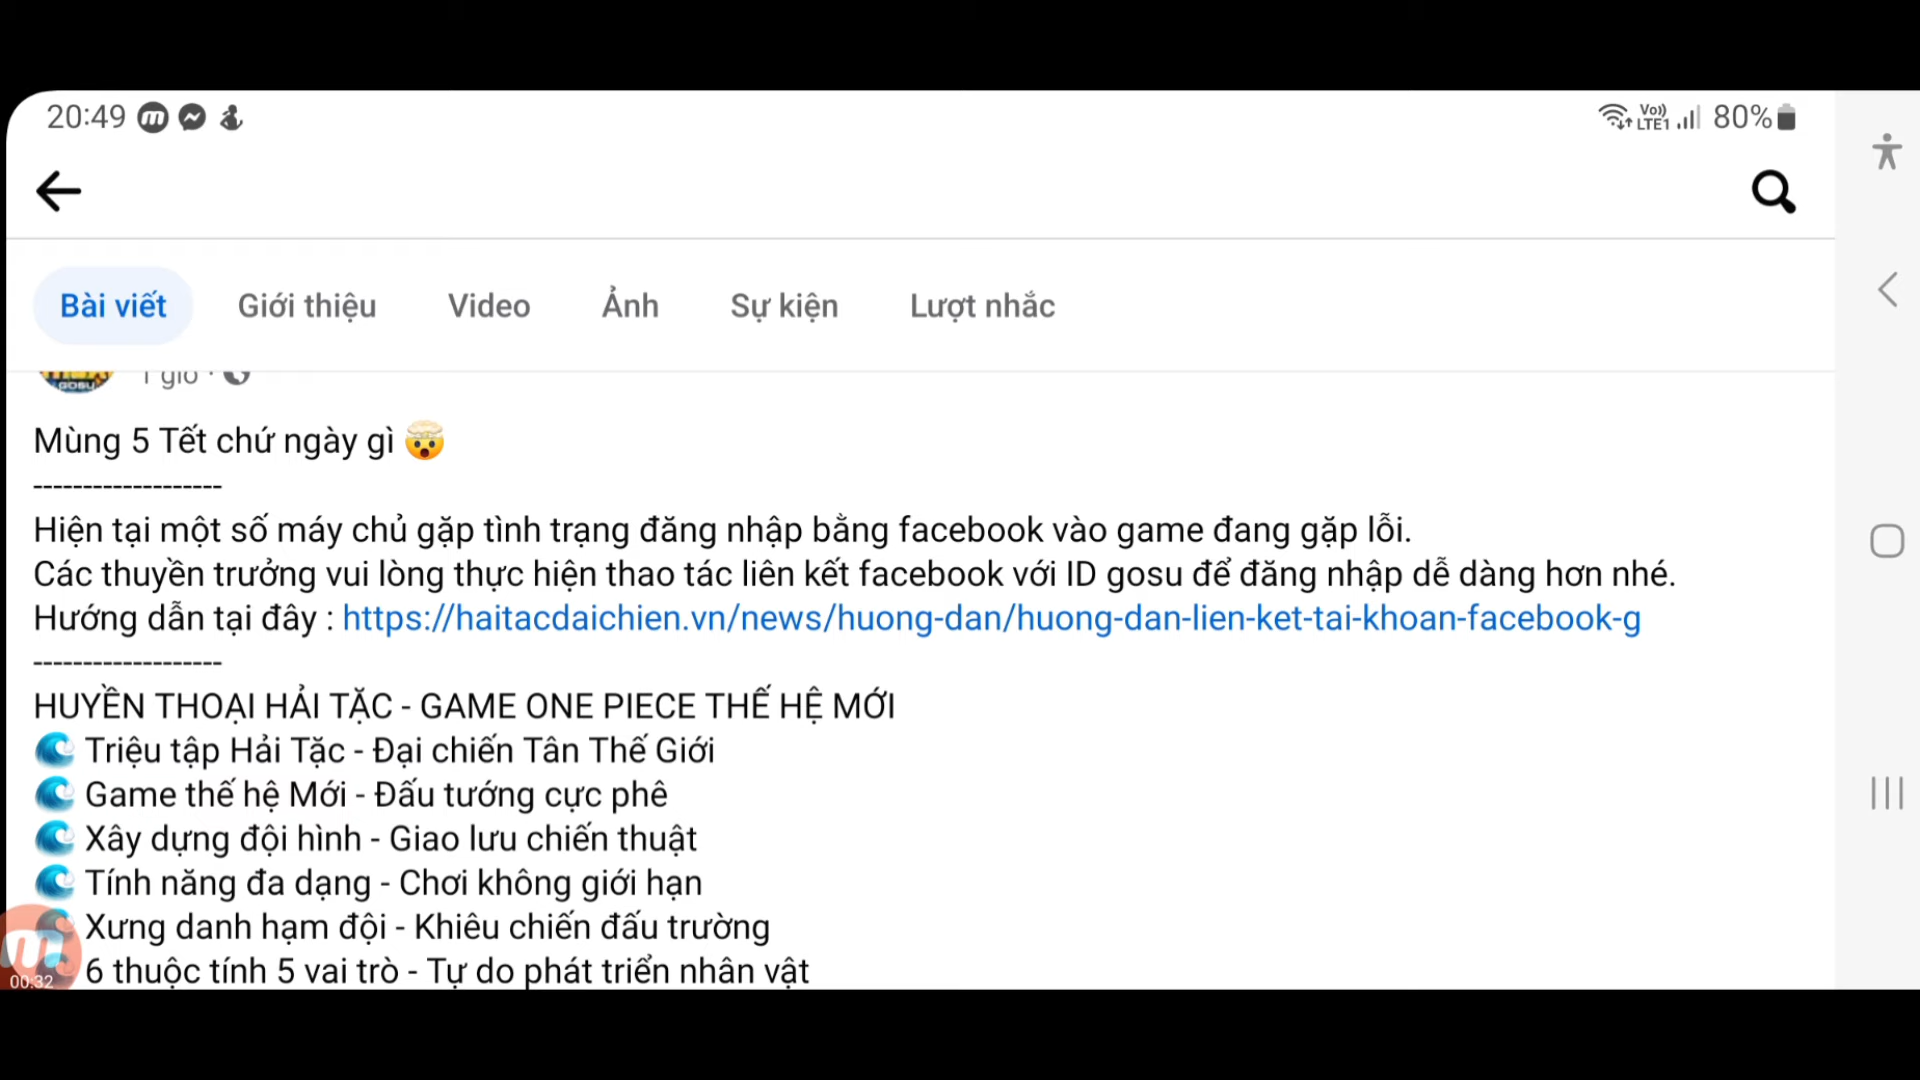 20:49
Vo))
LTE1
80%
Bài viết Giới thiệu Video Ảnh Sự kiện Lượt nhắc
GOSU
1 giờ ·
Mùng 5 Tết chứ ngày gì 🤯
-------------------
Hiện tại một số máy chủ gặp tình trạng đăng nhập bằng facebook vào game đang gặp lỗi.
Các thuyền trưởng vui lòng thực hiện thao tác liên kết facebook với ID gosu để đăng nhập dễ dàng hơn nhé.
Hướng dẫn tại đây : https://haitacdaichien.vn/news/huong-dan/huong-dan-lien-ket-tai-khoan-facebook-g
-------------------
HUYỀN THOẠI HẢI TẶC - GAME ONE PIECE THẾ HỆ MỚI
🌊 Triệu tập Hải Tặc - Đại chiến Tân Thế Giới
🌊 Game thế hệ Mới - Đấu tướng cực phê
🌊 Xây dựng đội hình - Giao lưu chiến thuật
🌊 Tính năng đa dạng - Chơi không giới hạn
🌊 Xưng danh hạm đội - Khiêu chiến đấu trường
🌊 6 thuộc tính 5 vai trò - Tự do phát triển nhân vật
00:32